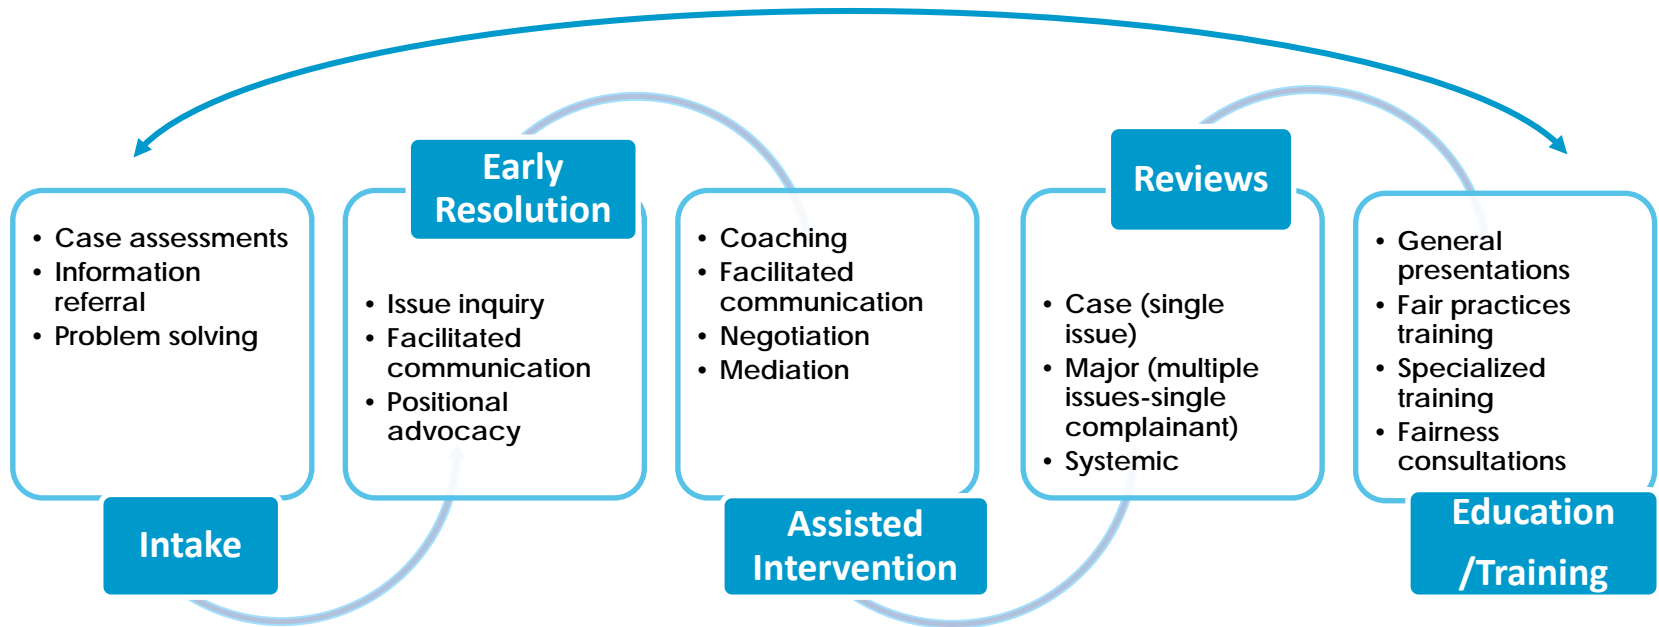 • Case assessments
• Information
referral
• Problem solving
Intake
Early
Resolution
• Issue inquiry
• Facilitated
communication
• Positional
advocacy
• Coaching
• Facilitated
communication
• Negotiation
• Mediation
Assisted
Intervention
Reviews
• Case (single
issue)
• Major (multiple
issues-single
complainant)
• Systemic
• General
presentations
• Fair practices
training
• Specialized
training
• Fairness
consultations
Education
/Training